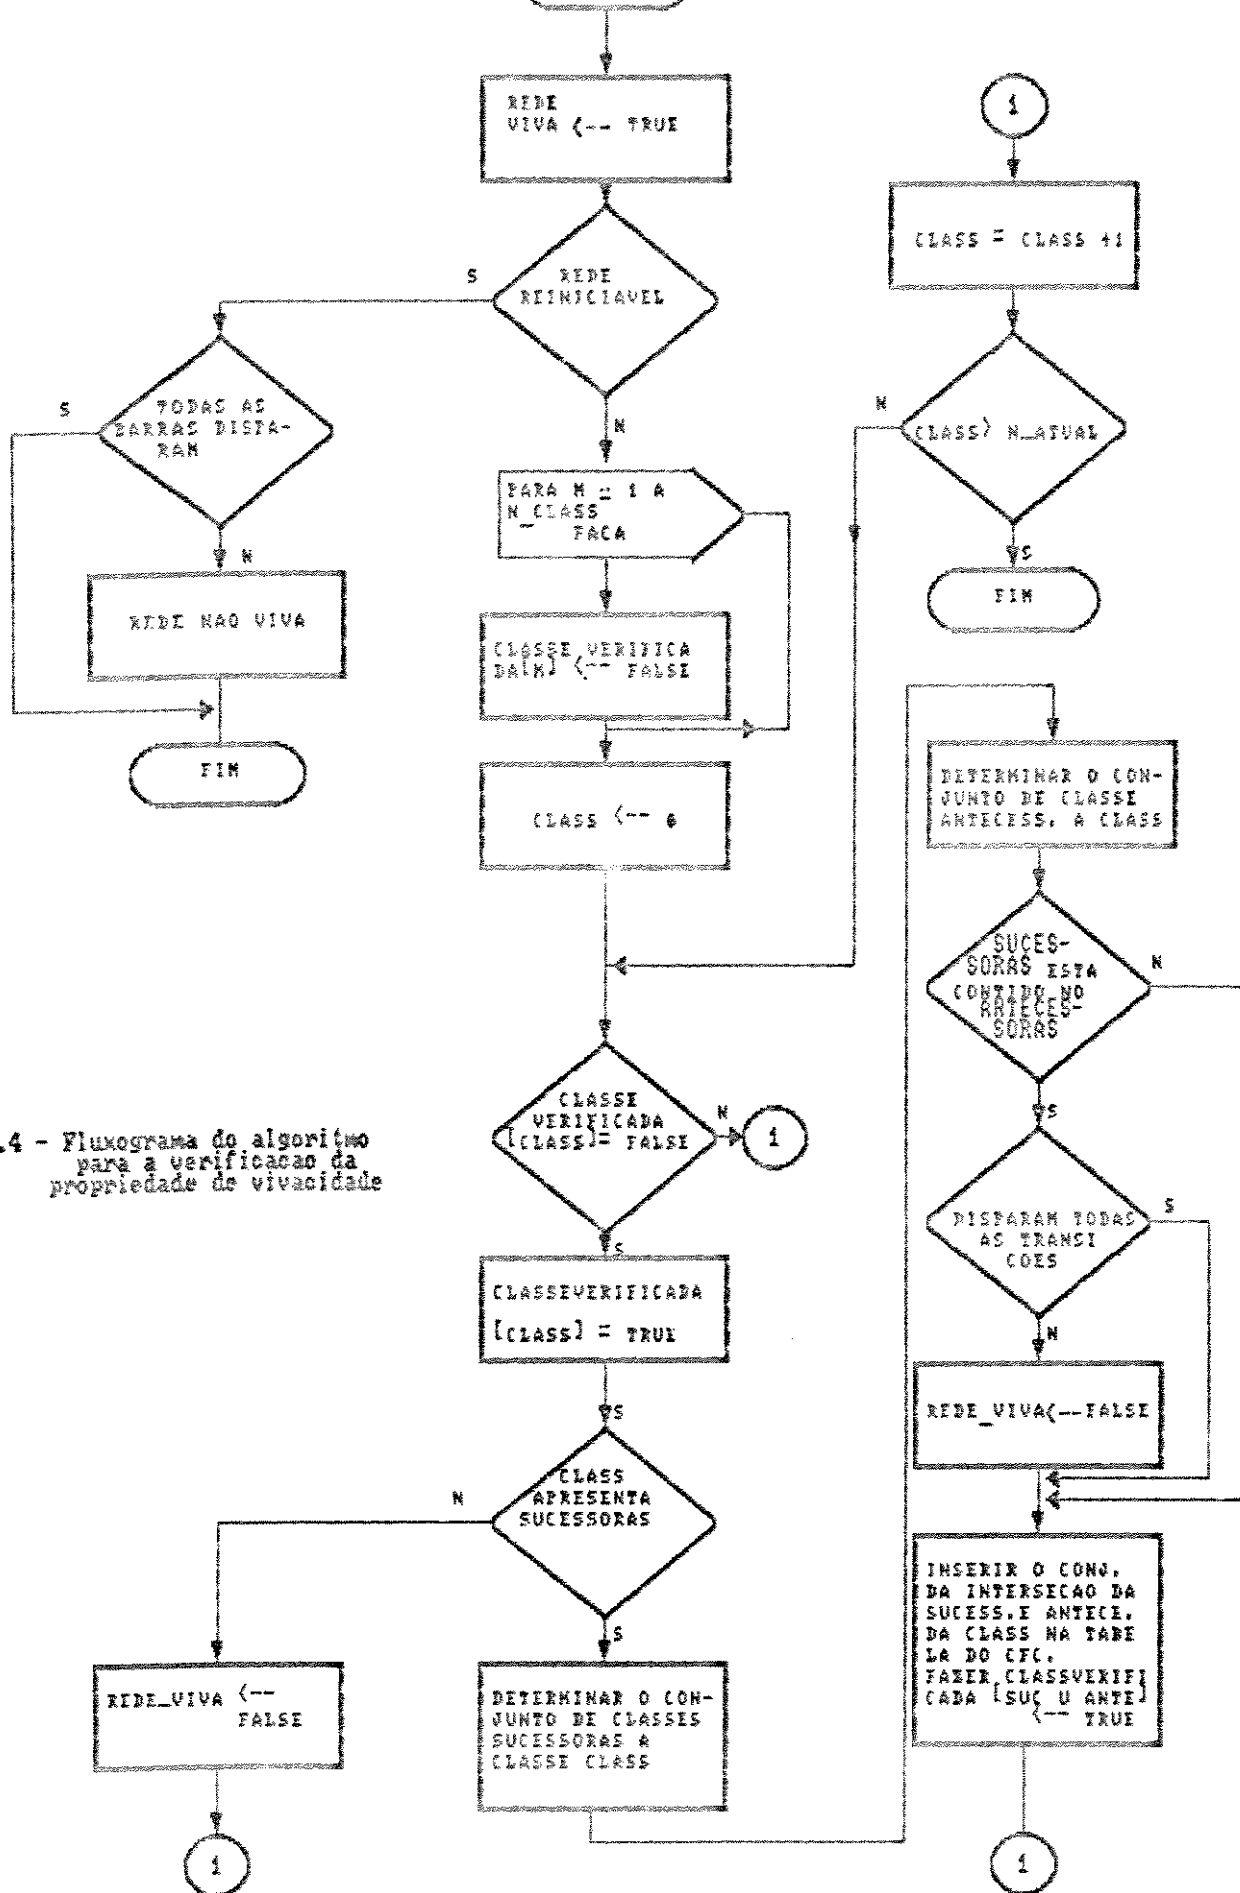 REDE
VIVA <-- TRUE
REDE
REINICIAVEL
S
N
TODAS AS
BARRAS DISPA-
RAM
S
N
REDE NAO VIVA
FIM
PARA M = 1 A
N_CLASS
FACA
CLASSE_VERIFICA
DA[M] <-- FALSE
CLASS <-- 0
CLASSE
VERIFICADA
[CLASS]= FALSE
N
1
S
.4 - Fluxograma do algoritmo
para a verificacao da
propriedade de vivacidade
CLASSEVERIFICADA
[CLASS] = TRUE
S
CLASS
APRESENTA
SUCESSORAS
N
S
REDE_VIVA <--
FALSE
1
DETERMINAR O CON-
JUNTO DE CLASSES
SUCESSORAS A
CLASSE CLASS
1
CLASS = CLASS +1
CLASS> N_ATUAL
N
S
FIM
DETERMINAR O CON-
JUNTO DE CLASSE
ANTECESS. A CLASS
SUCES-
SORAS ESTA
CONTIDO NO
ANTECES-
SORAS
N
S
DISPARAM TODAS
AS TRANSI
COES
S
N
REDE_VIVA<--FALSE
INSERIR O CONJ.
DA INTERSECAO DA
SUCESS.E ANTECE.
DA CLASS NA TABE
LA DO CFC.
FAZER CLASSVERIFI
CADA [SUC U ANTE]
<-- TRUE
1